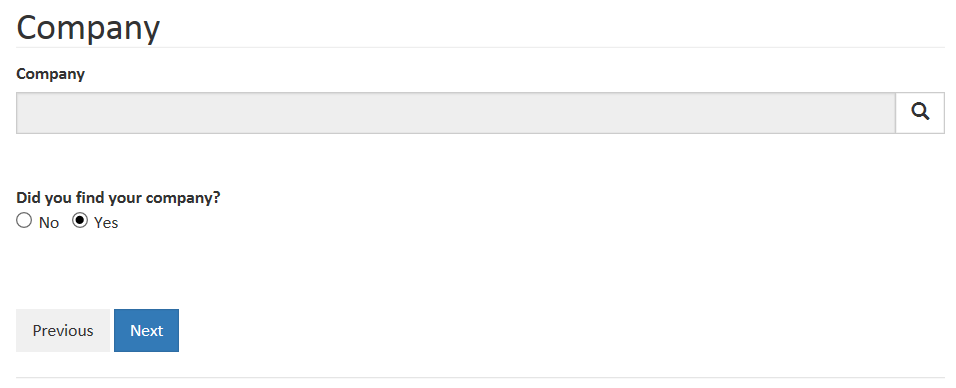 Company
Company
Did you find your company?
No Yes
Previous Next